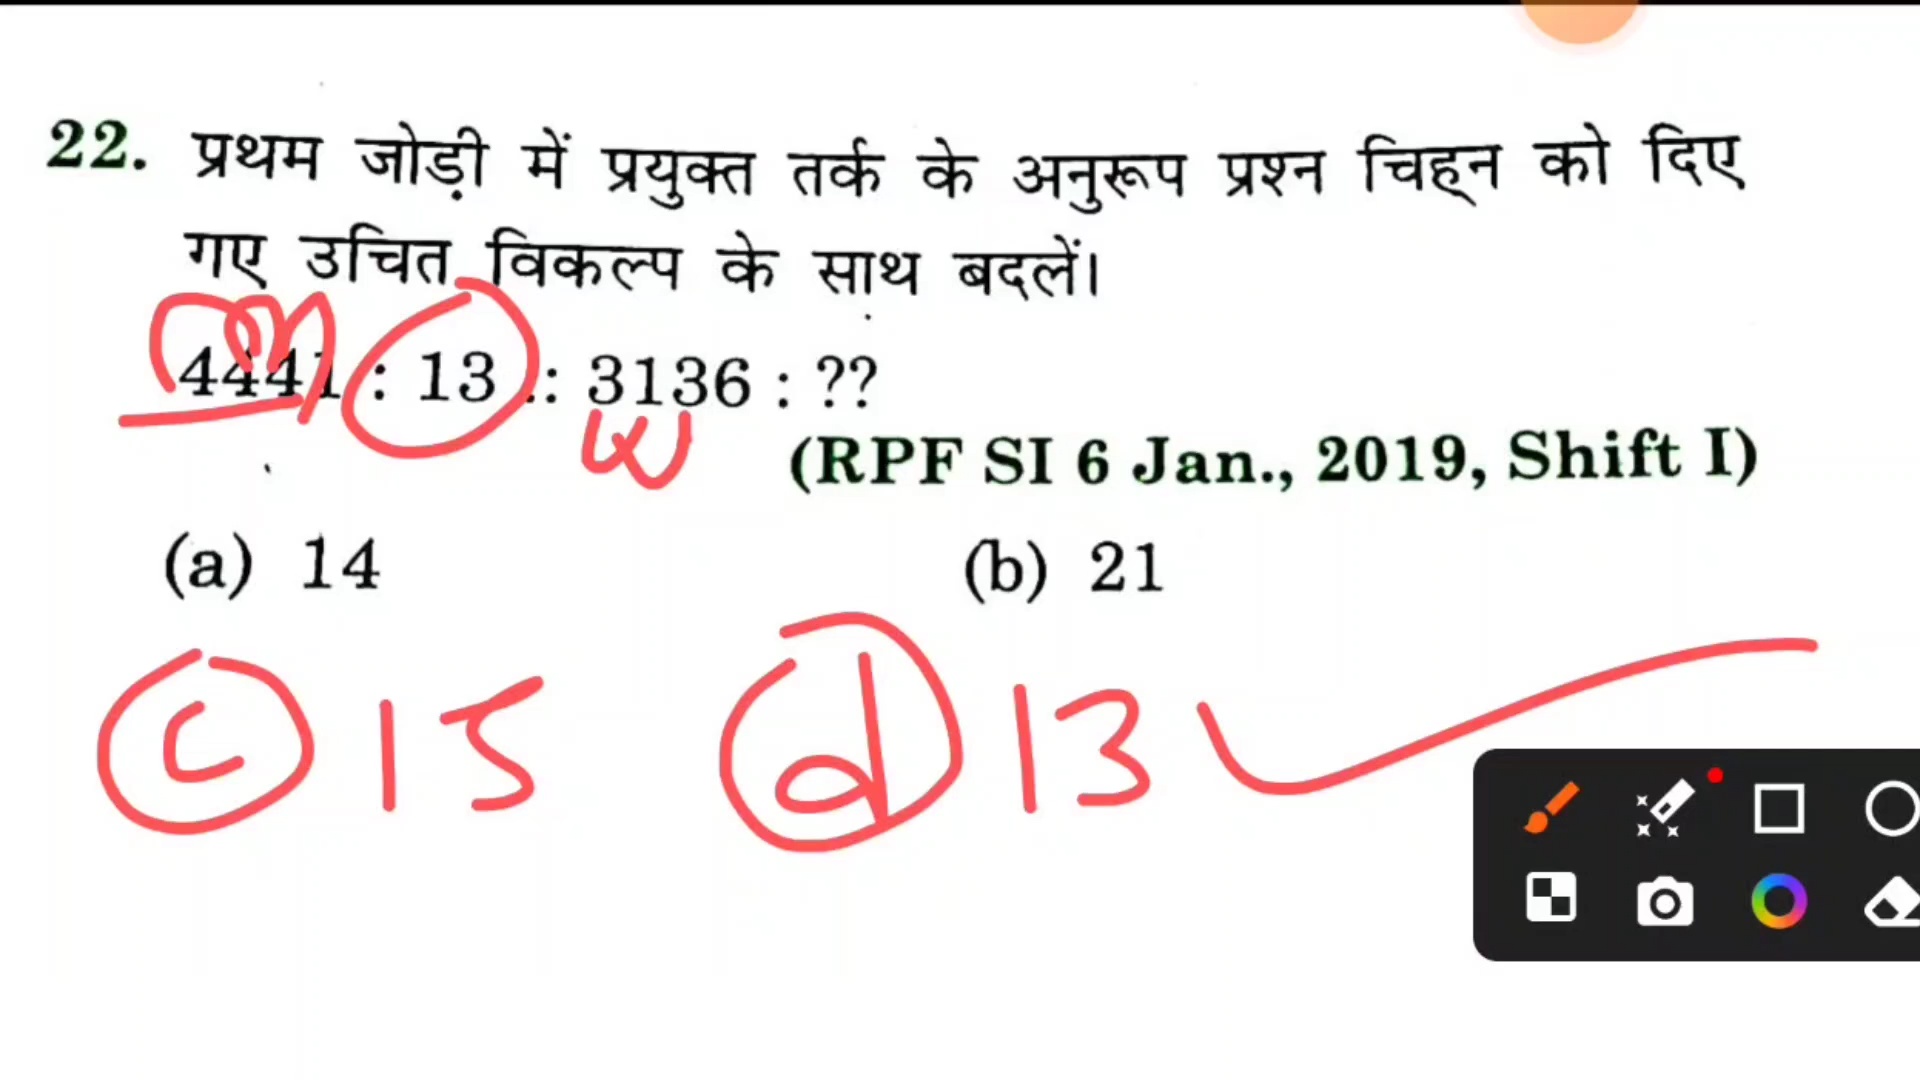 22. प्रथम जोड़ी में प्रयुक्त तर्क के अनुरूप प्रश्न चिह्न को दिए
गए उचित विकल्प के साथ बदलें।
4441 : 13 :: 3136 : ??
(RPF SI 6 Jan., 2019, Shift I)
(a) 14 (b) 21
c 15 d 13